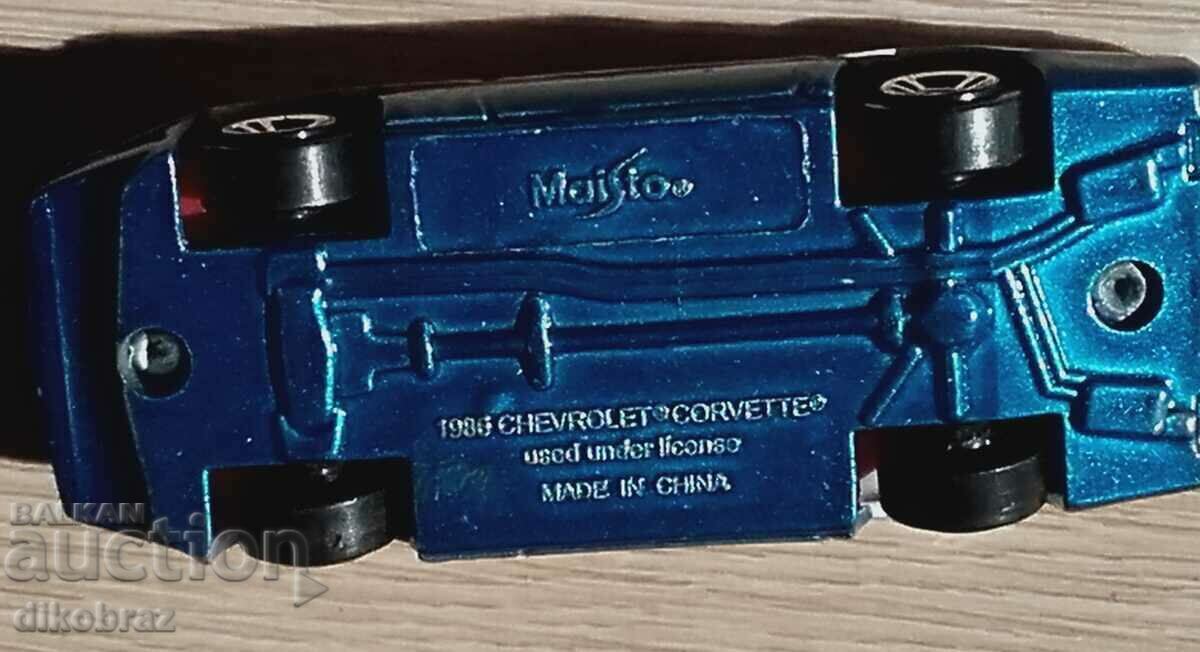 Maisto®
1986 CHEVROLET® CORVETTE®
used under license
MADE IN CHINA
BALKAN
auction
dikobraz